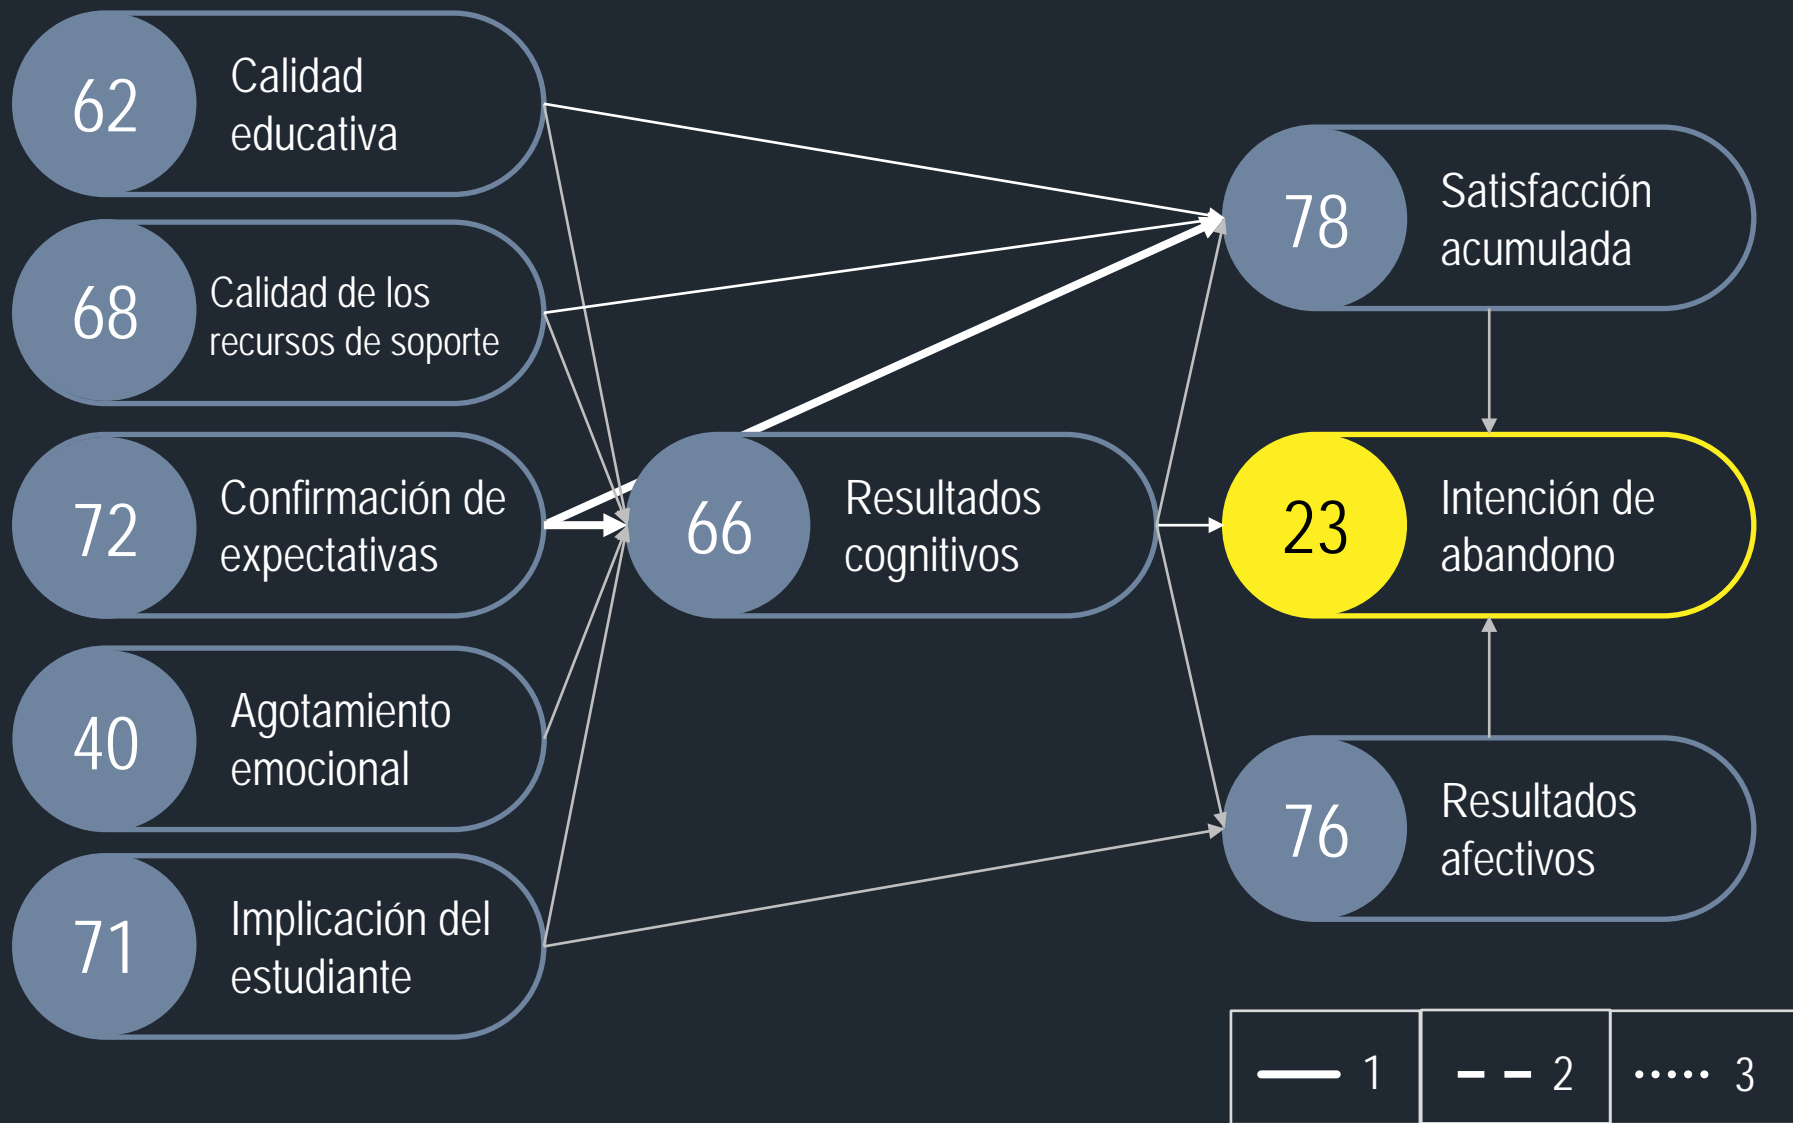 62
Calidad
educativa
68
Calidad de los
recursos de soporte
72
Confirmación de
expectativas
40
Agotamiento
emocional
71
Implicación del
estudiante
66
Resultados
cognitivos
78
Satisfacción
acumulada
23
Intención de
abandono
76
Resultados
afectivos
1
2
3